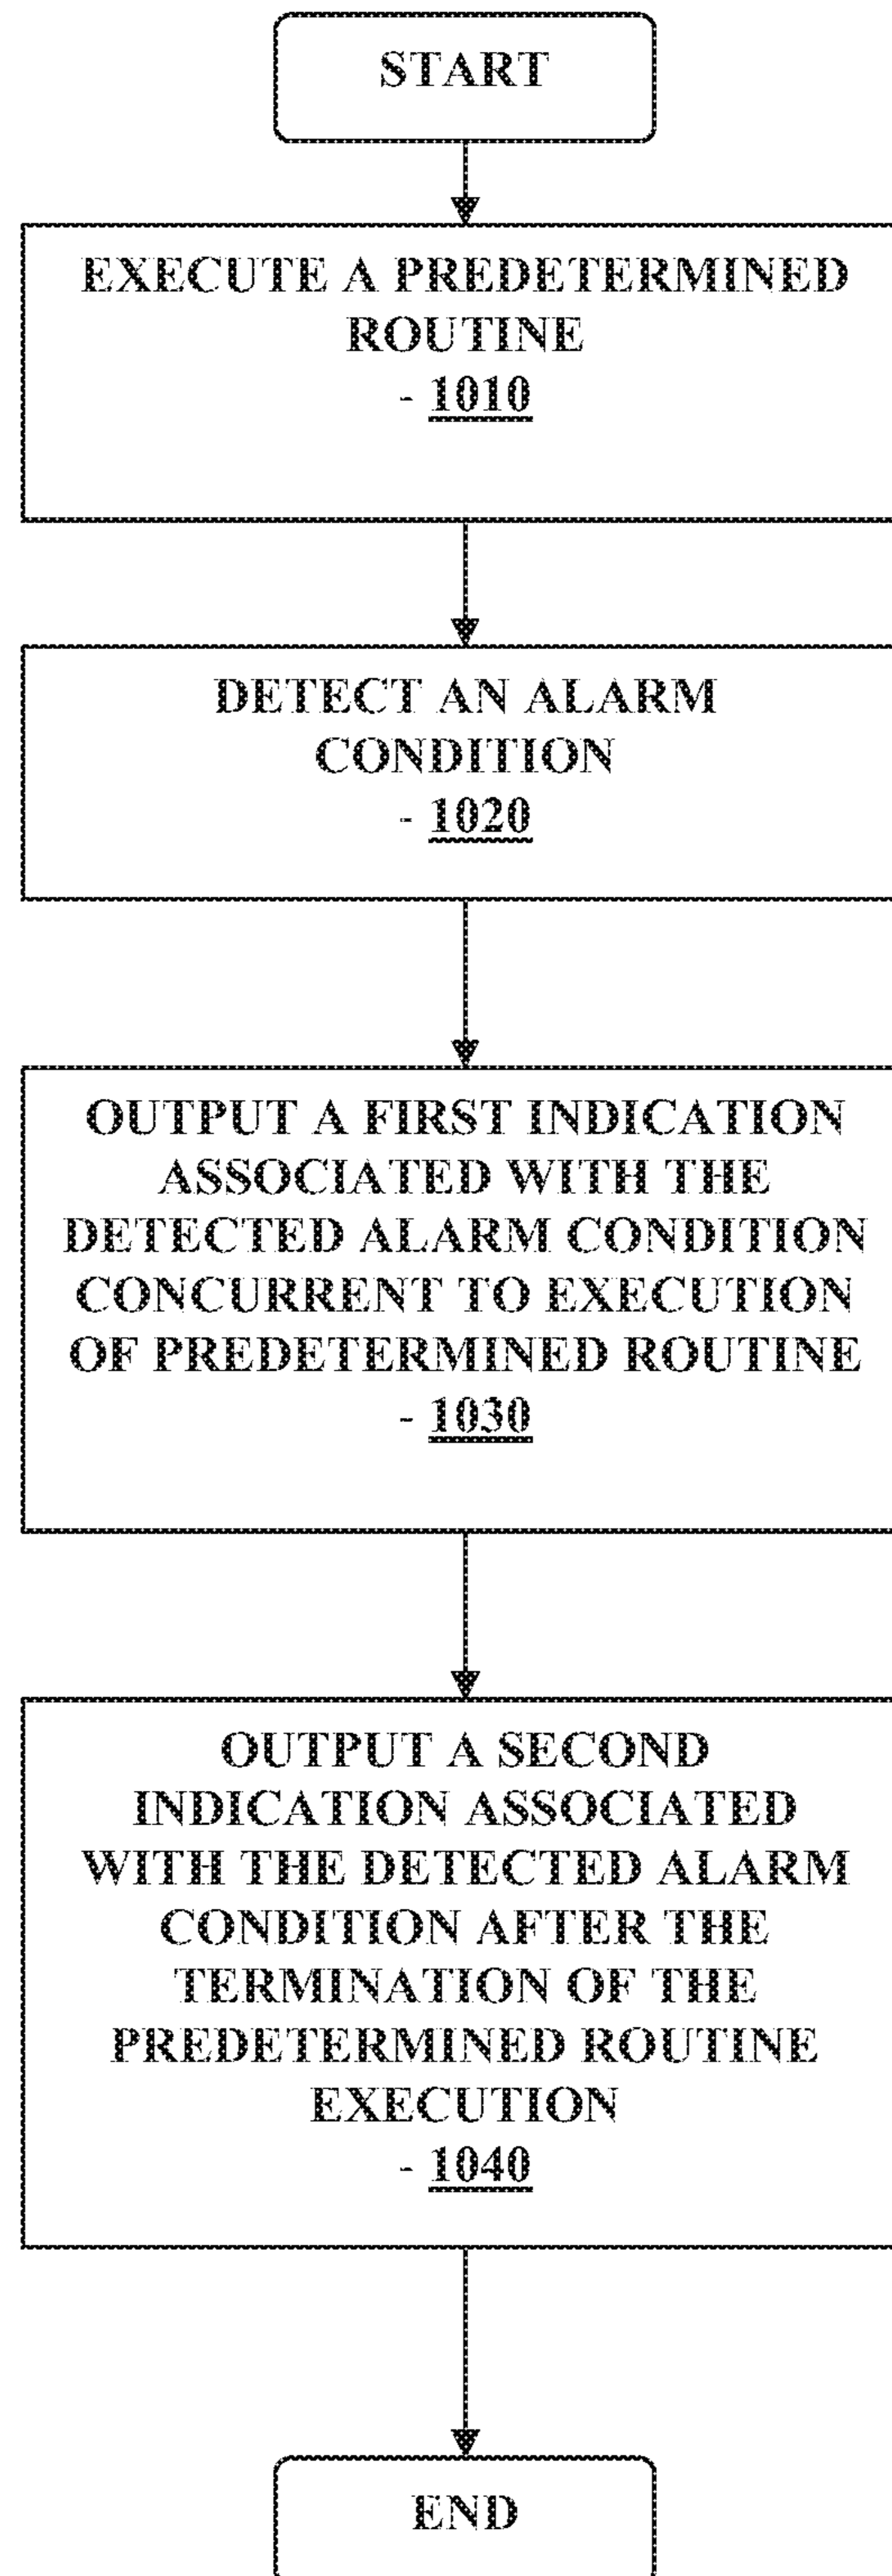 START
EXECUTE A PREDETERMINED
ROUTINE
- 1010
DETECT AN ALARM
CONDITION
- 1020
OUTPUT A FIRST INDICATION
ASSOCIATED WITH THE
DETECTED ALARM CONDITION
CONCURRENT TO EXECUTION
OF PREDETERMINED ROUTINE
- 1030
OUTPUT A SECOND
INDICATION ASSOCIATED
WITH THE DETECTED ALARM
CONDITION AFTER THE
TERMINATION OF THE
PREDETERMINED ROUTINE
EXECUTION
- 1040
END